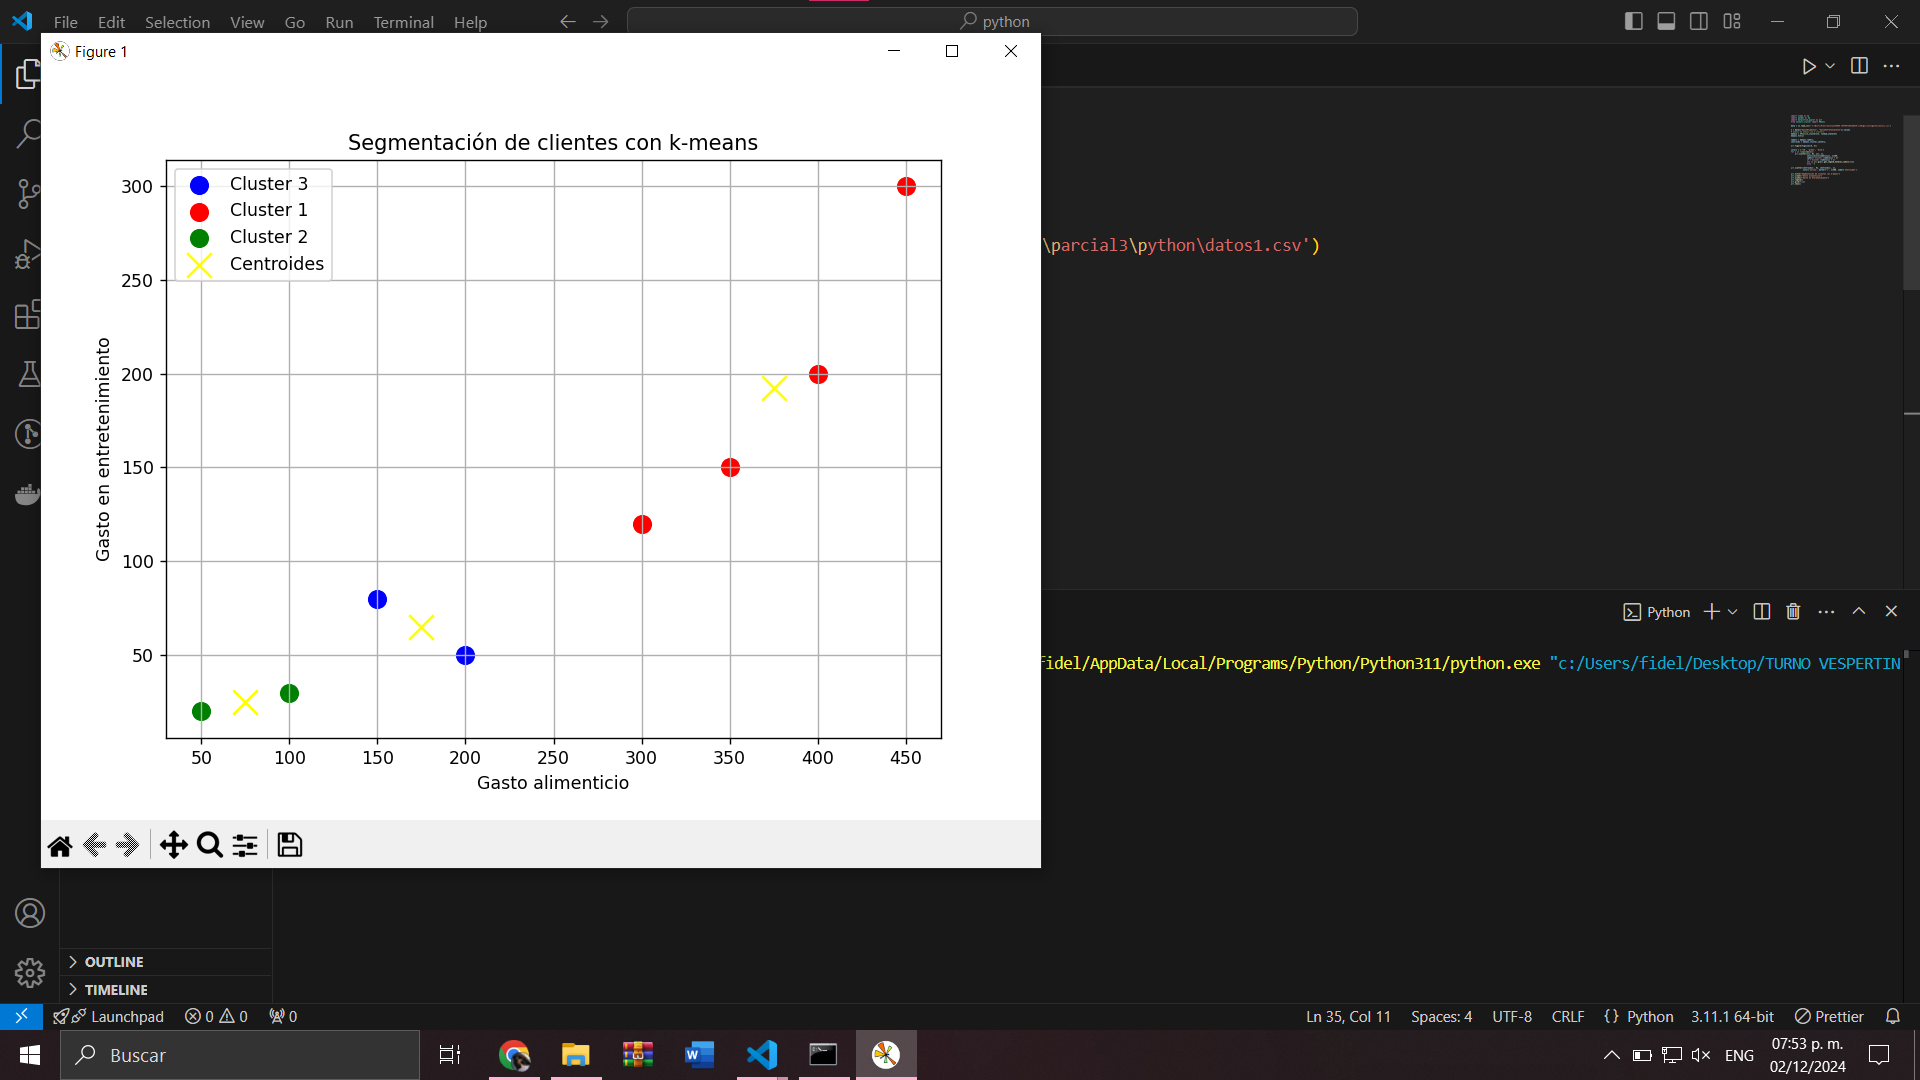 File Edit Selection View Go Run Terminal Help
python
Figure 1
Segmentación de clientes con k-means
Cluster 3
Cluster 1
Cluster 2
Centroides
300
250
200
150
100
50
Gasto en entretenimiento
50 100 150 200 250 300 350 400 450
Gasto alimenticio
\parcial3\python\datos1.csv')
Python
fidel/AppData/Local/Programs/Python/Python311/python.exe "c:/Users/fidel/Desktop/TURNO VESPERTIN
OUTLINE
TIMELINE
Launchpad 0 0 0
Ln 35, Col 11 Spaces: 4 UTF-8 CRLF {} Python 3.11.1 64-bit Prettier
Buscar
ENG
07:53 p. m.
02/12/2024